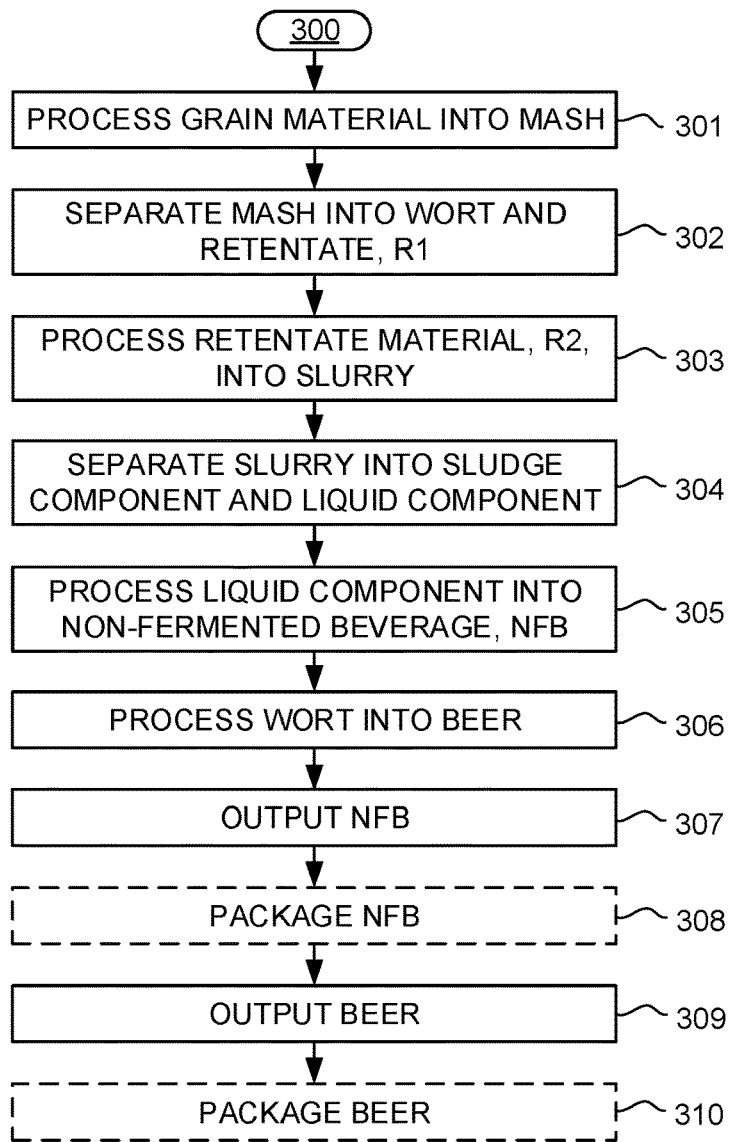 300
PROCESS GRAIN MATERIAL INTO MASH
301
SEPARATE MASH INTO WORT AND
RETENTATE, R1
302
PROCESS RETENTATE MATERIAL, R2,
INTO SLURRY
303
SEPARATE SLURRY INTO SLUDGE
COMPONENT AND LIQUID COMPONENT
304
PROCESS LIQUID COMPONENT INTO
NON-FERMENTED BEVERAGE, NFB
305
PROCESS WORT INTO BEER
306
OUTPUT NFB
307
PACKAGE NFB
308
OUTPUT BEER
309
PACKAGE BEER
310